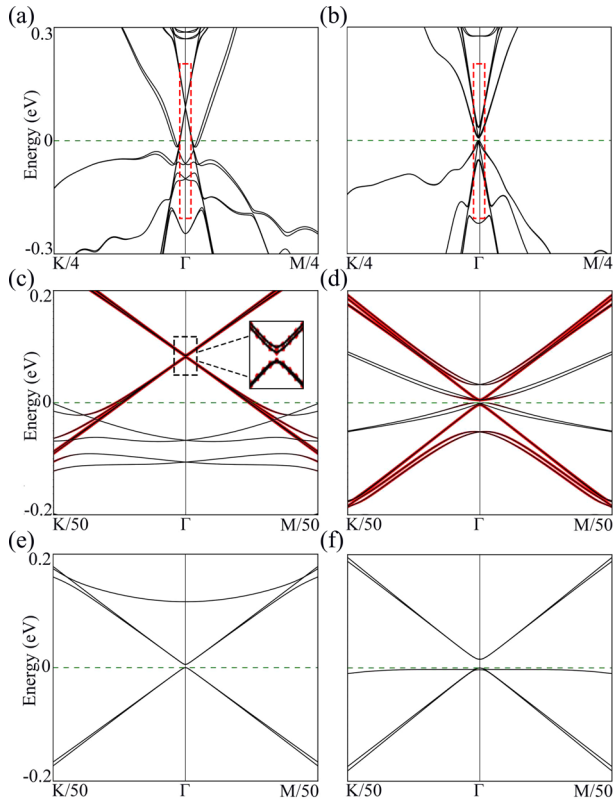 (a)
(b)
0.3
0
-0.3
Energy (eV)
K/4
Γ
M/4
K/4
Γ
M/4
(c)
(d)
0.2
0
-0.2
Energy (eV)
K/50
Γ
M/50
K/50
Γ
M/50
(e)
(f)
0.2
0
-0.2
Energy (eV)
K/50
Γ
M/50
K/50
Γ
M/50